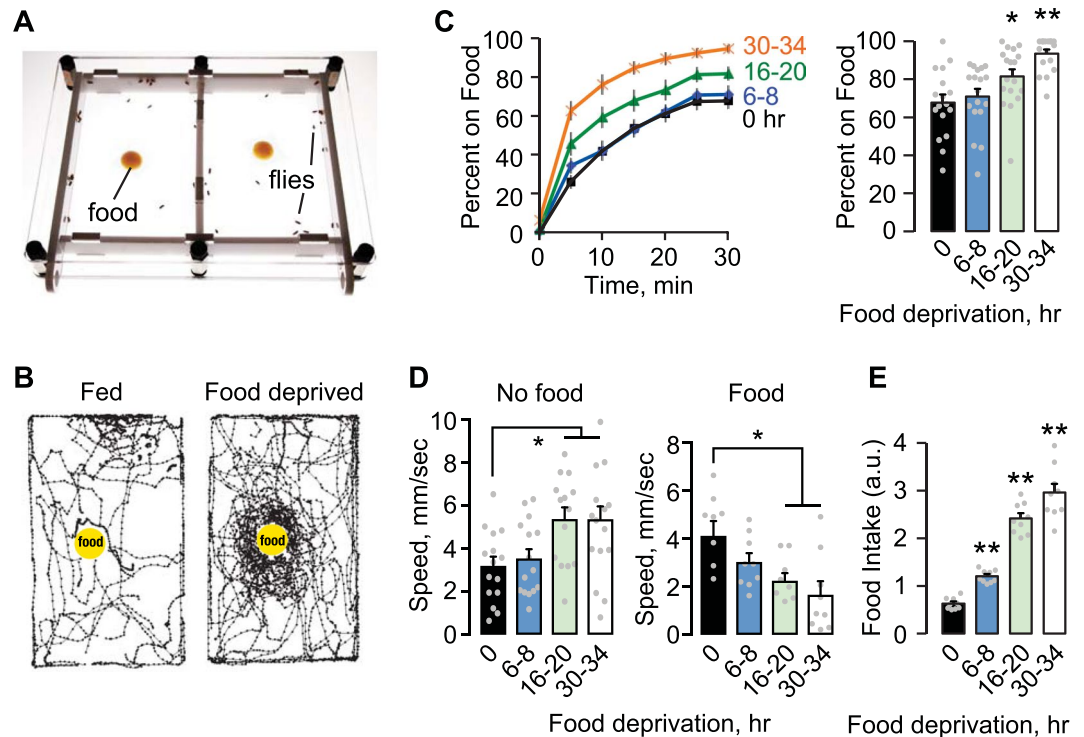 A
food
flies
B
Fed
Food deprived
food
food
C
Percent on Food
100
80
60
40
20
0
0
10
20
30
Time, min
30-34
16-20
6-8
0 hr
Percent on Food
100
80
60
40
20
0
*
**
0
6-8
16-20
30-34
Food deprivation, hr
D
No food
Speed, mm/sec
10
8
6
4
2
0
*
0
6-8
16-20
30-34
Food
Speed, mm/sec
8
6
4
2
0
*
0
6-8
16-20
30-34
Food deprivation, hr
E
Food Intake (a.u.)
4
3
2
1
0
**
**
**
0
6-8
16-20
30-34
Food deprivation, hr